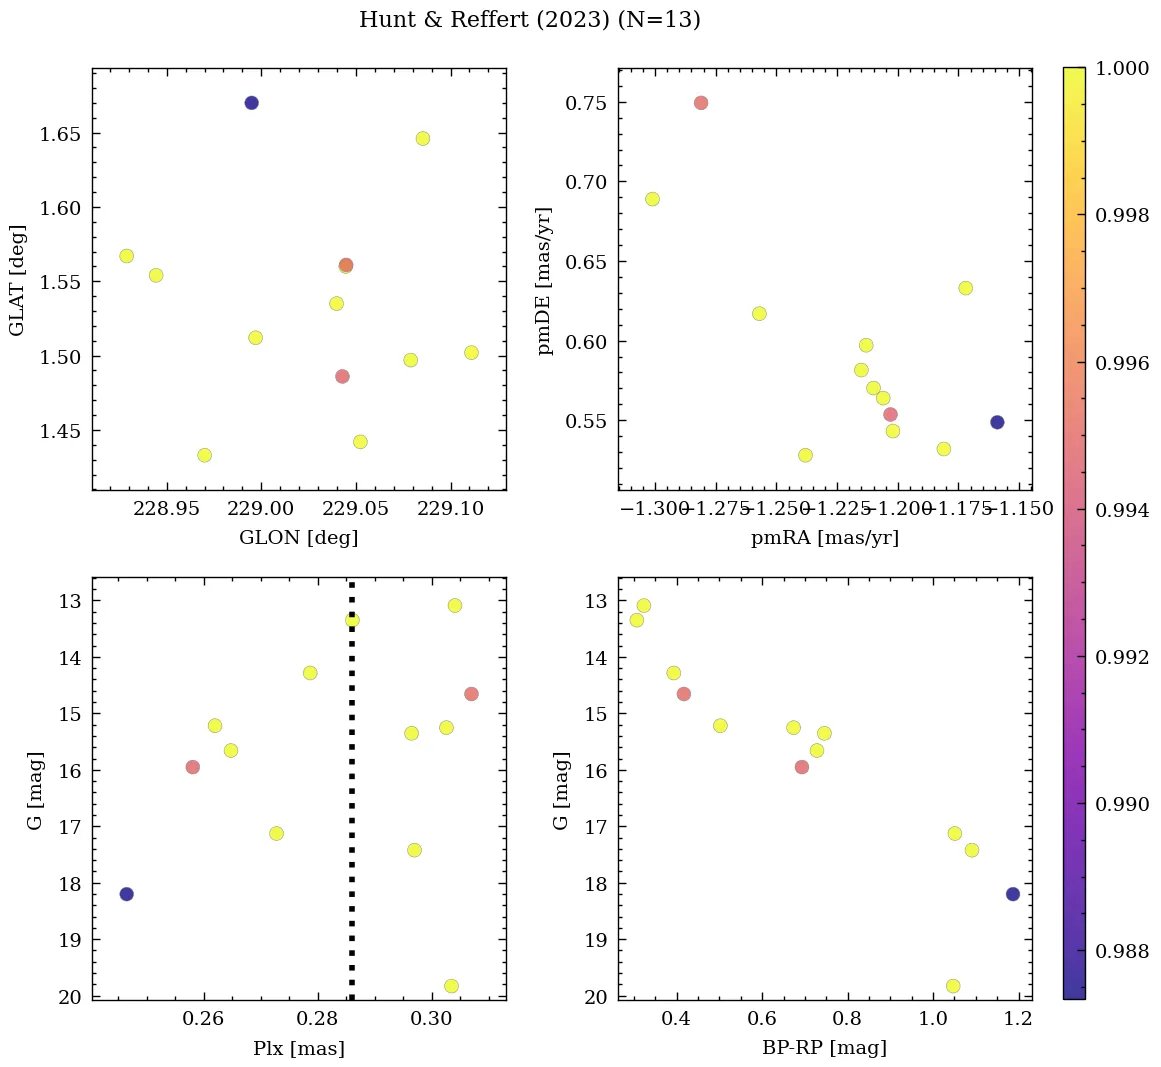 Hunt & Reffert (2023) (N=13)
GLAT [deg]
1.65
1.60
1.55
1.50
1.45
228.95 229.00 229.05 229.10
GLON [deg]
pmDE [mas/yr]
0.75
0.70
0.65
0.60
0.55
−1.300 −1.275 −1.250 −1.225 −1.200 −1.175 −1.150
pmRA [mas/yr]
G [mag]
13
14
15
16
17
18
19
20
0.26 0.28 0.30
Plx [mas]
G [mag]
13
14
15
16
17
18
19
20
0.4 0.6 0.8 1.0 1.2
BP-RP [mag]
1.000
0.998
0.996
0.994
0.992
0.990
0.988